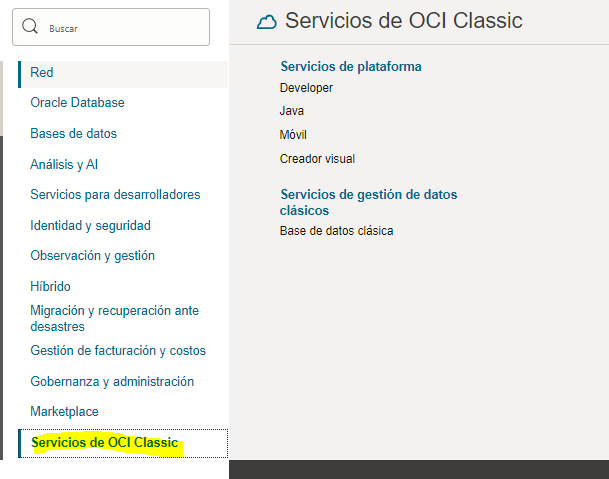 Buscar
Red
Oracle Database
Bases de datos
Análisis y AI
Servicios para desarrolladores
Identidad y seguridad
Observación y gestión
Híbrido
Migración y recuperación ante
desastres
Gestión de facturación y costos
Gobernanza y administración
Marketplace
Servicios de OCI Classic
Servicios de OCI Classic
Servicios de plataforma
Developer
Java
Móvil
Creador visual
Servicios de gestión de datos
clásicos
Base de datos clásica